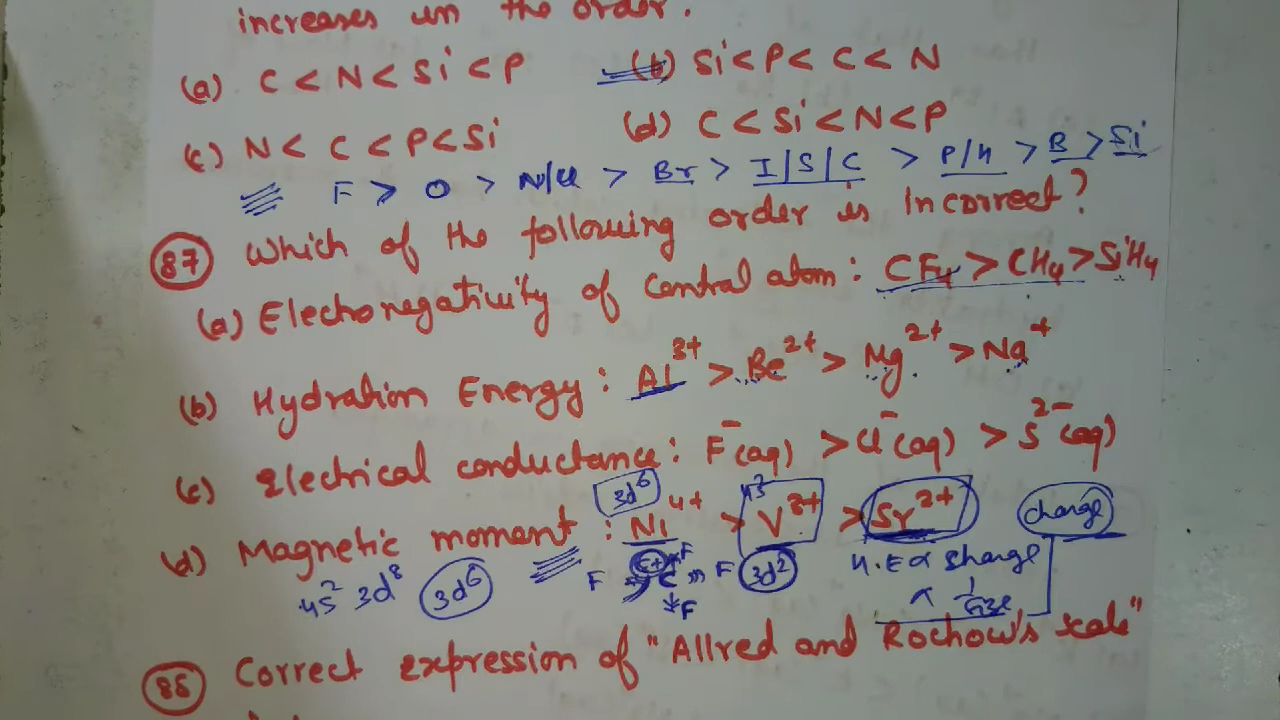 increases in the order.
(a) C < N < Si < P (b) Si < P < C < N
(c) N < C < P < Si (d) C < Si < N < P
F > O > N/Cl > Br > I/S/C > P/H > B > Si
(87) Which of the following order is incorrect?
(a) Electronegativity of Central atom : CF4 > CH4 > SiH4
(b) Hydration Energy : Al3+ > Be2+ > Mg2+ > Na+
(c) Electrical conductance : F-(aq) > Cl-(aq) > S2-(aq)
3d6 4s2
(d) Magnetic moment : Ni4+ > V3+ > Sr2+ charge
4s2 3d8 3d6 F C F F F 3d2 H.E α charge
α 1/size
(88) Correct expression of "Allred and Rochow's scale"